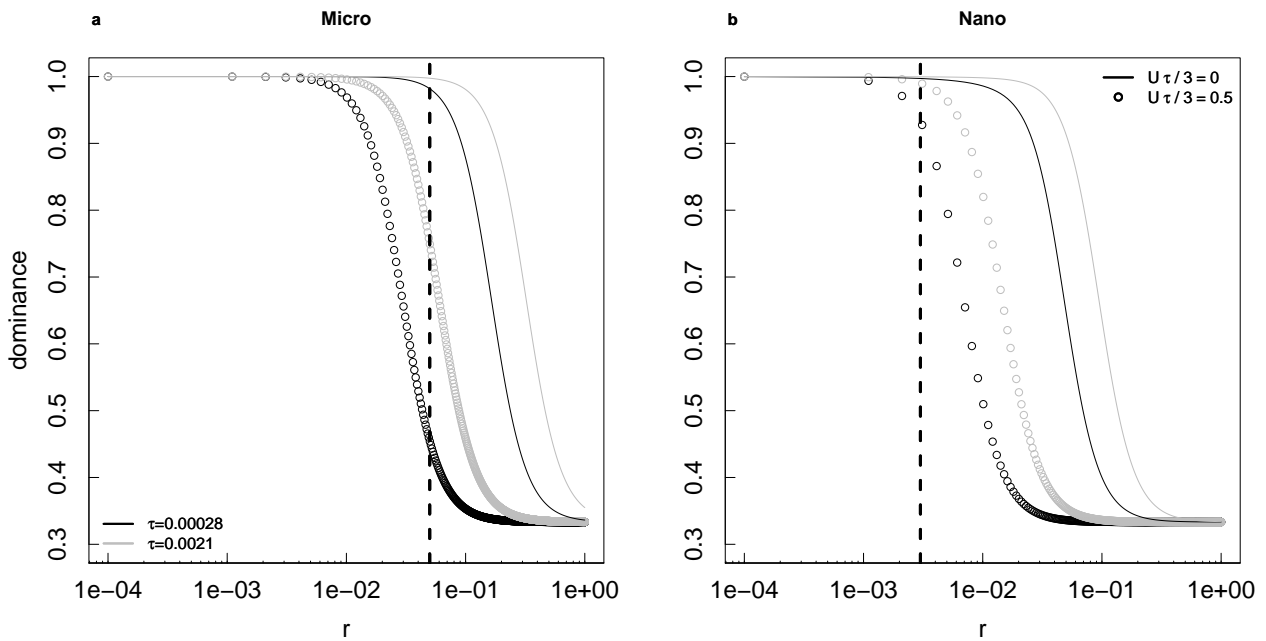 a Micro
dominance
1.0
0.9
0.8
0.7
0.6
0.5
0.4
0.3
τ=0.00028
τ=0.0021
1e−04 1e−03 1e−02 1e−01 1e+00
r
b Nano
U τ / 3 = 0
U τ / 3 = 0.5
1.0
0.9
0.8
0.7
0.6
0.5
0.4
0.3
1e−04 1e−03 1e−02 1e−01 1e+00
r